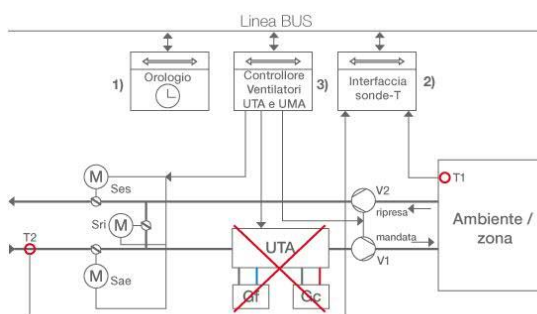 Linea BUS
1)
Orologio
Controllore
Ventilatori
UTA e UMA
3)
Interfaccia
sonde-T
2)
M
Ses
T1
V2
ripresa
Sri
M
Ambiente /
zona
T2
UTA
mandata
V1
M
Sae
Gf
Gc